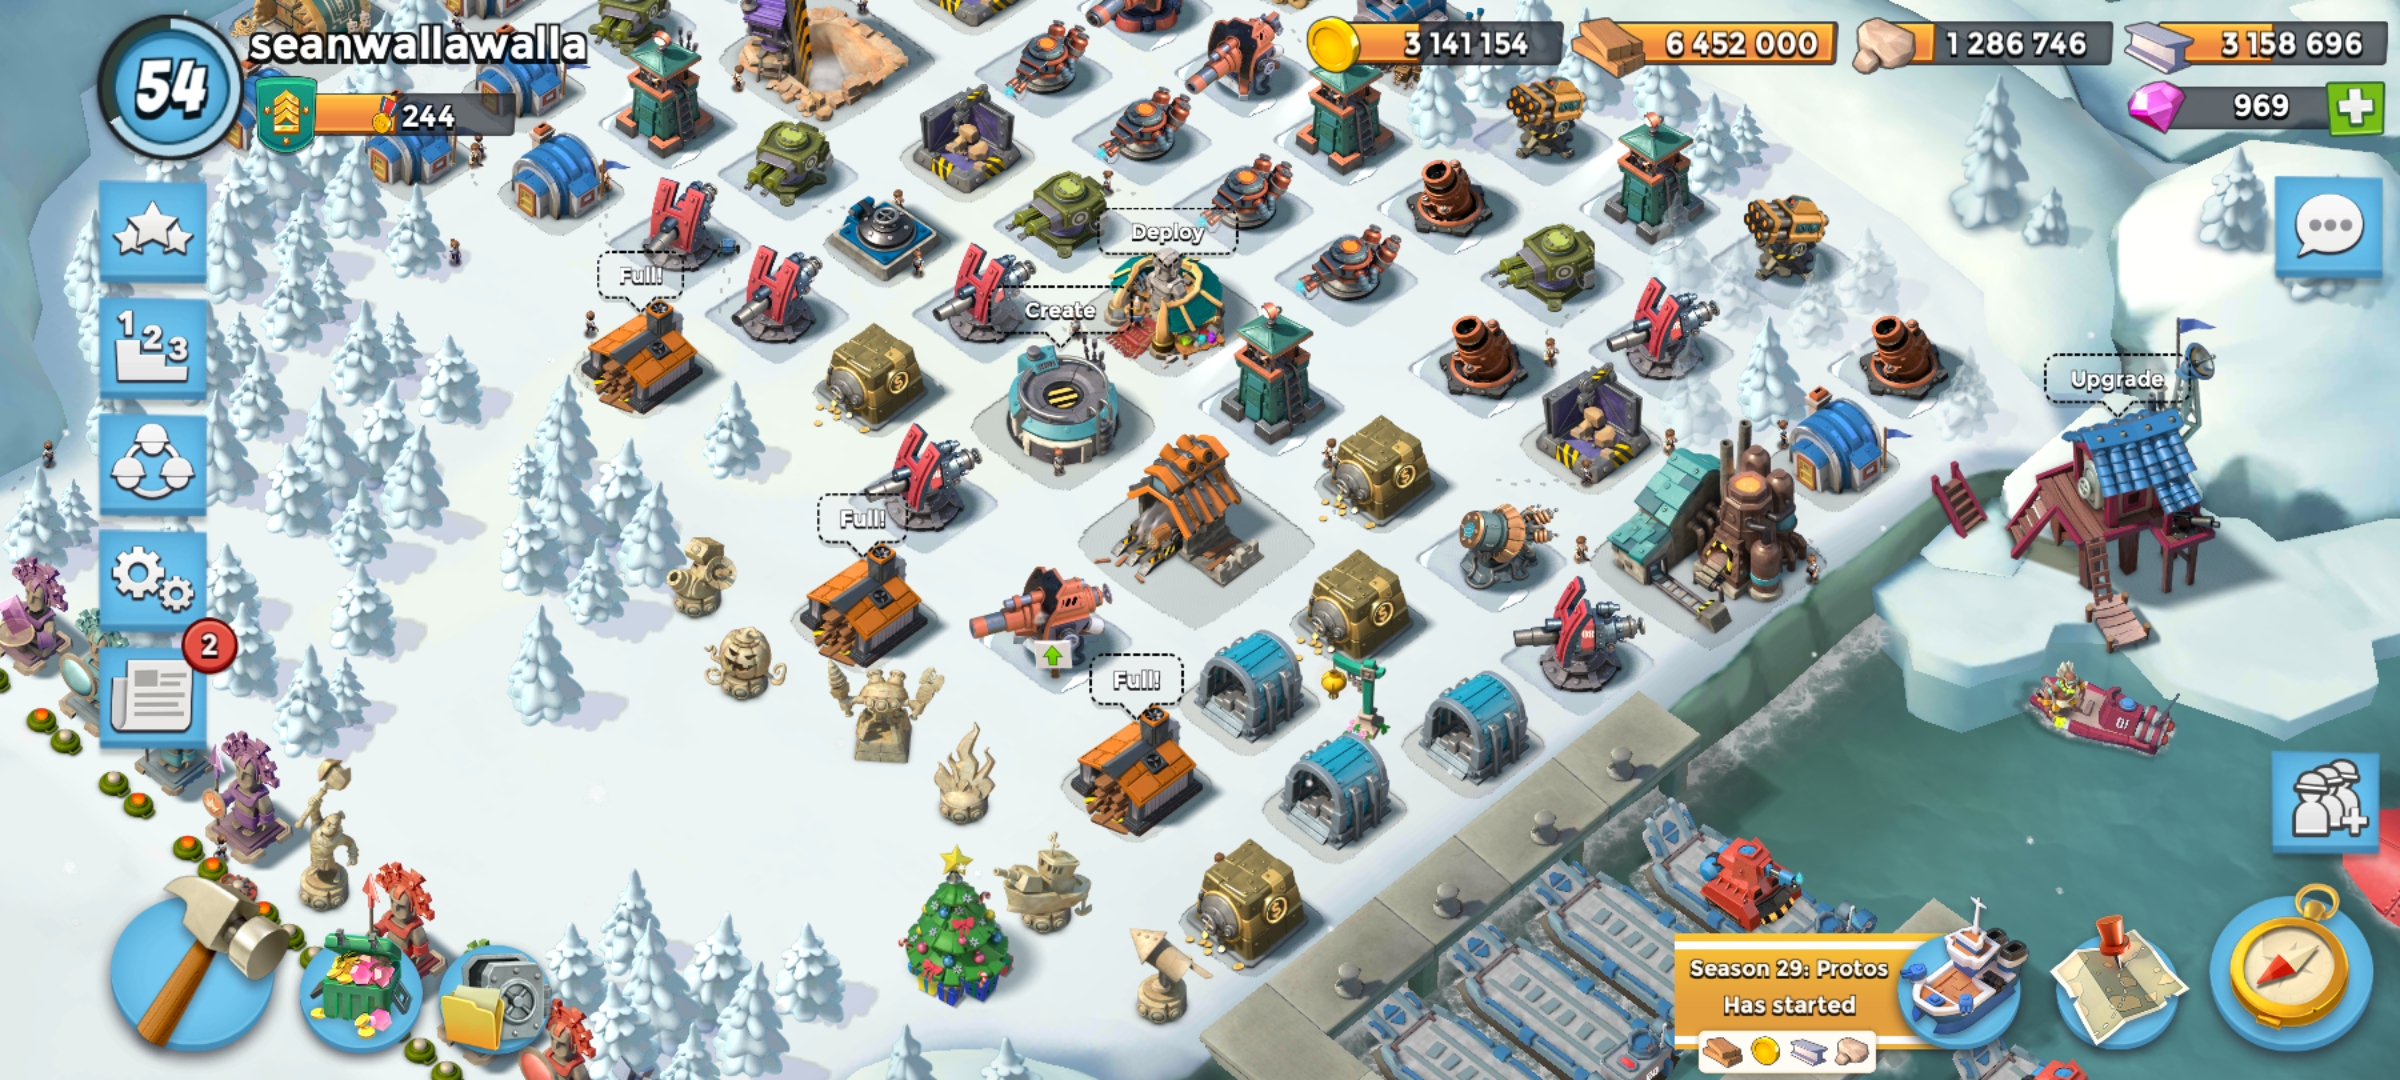 54
seanwallawalla
244
3 141 154
6 452 000
1 286 746
3 158 696
969
123
Deploy
Full!
Create
Upgrade
Full!
2
Full!
Season 29: Protos
Has started